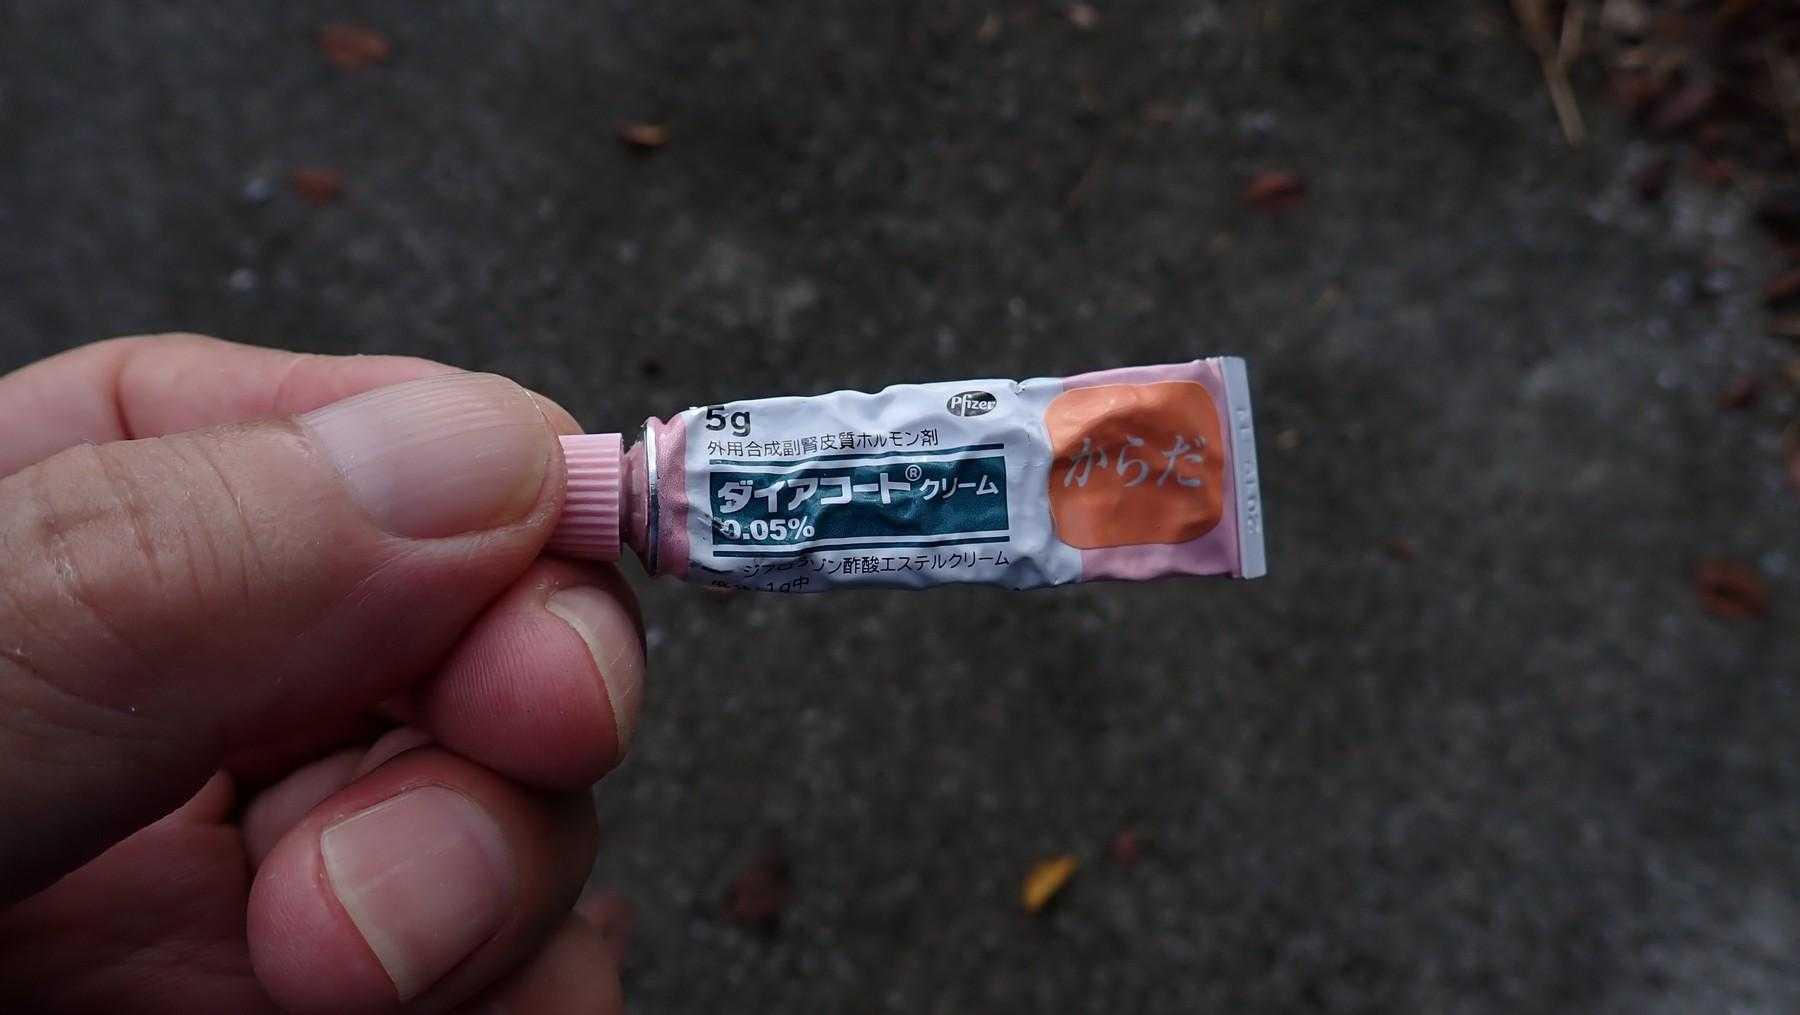 5g
Pfizer
外用合成副腎皮質ホルモン剤
ダイアコート®クリーム
0.05%
酢酸エステルクリーム
1g中
からだ